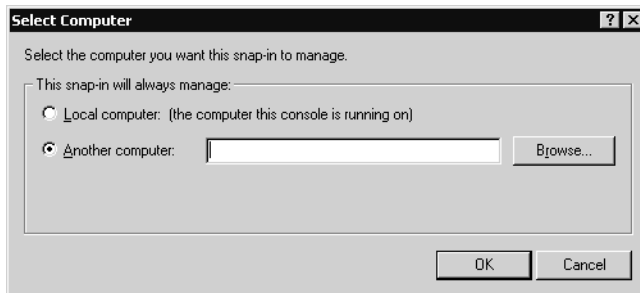 Select Computer
Select the computer you want this snap-in to manage.
This snap-in will always manage:
Local computer: (the computer this console is running on)
Another computer:
Browse...
OK
Cancel